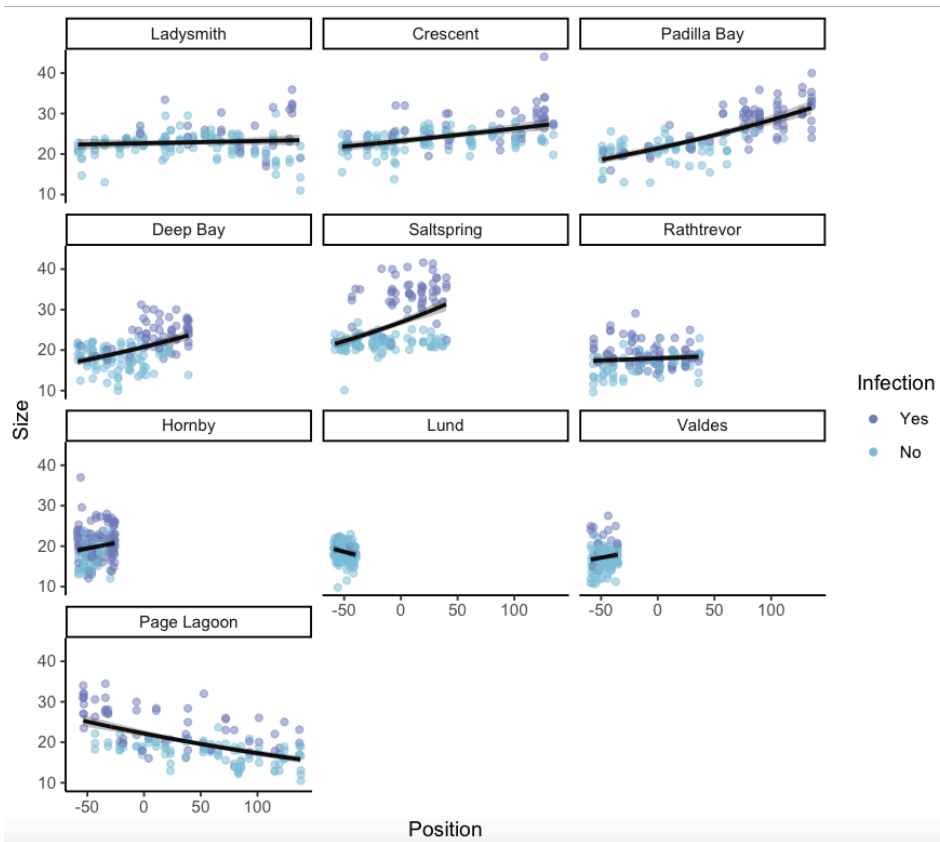 Ladysmith Crescent Padilla Bay
40
30
20
10
Deep Bay Saltspring Rathtrevor
40
30
20
10
Hornby Lund Valdes
40
30
20
10
-50 0 50 100 -50 0 50 100
Page Lagoon
40
30
20
10
-50 0 50 100
Size
Position
Infection
Yes
No